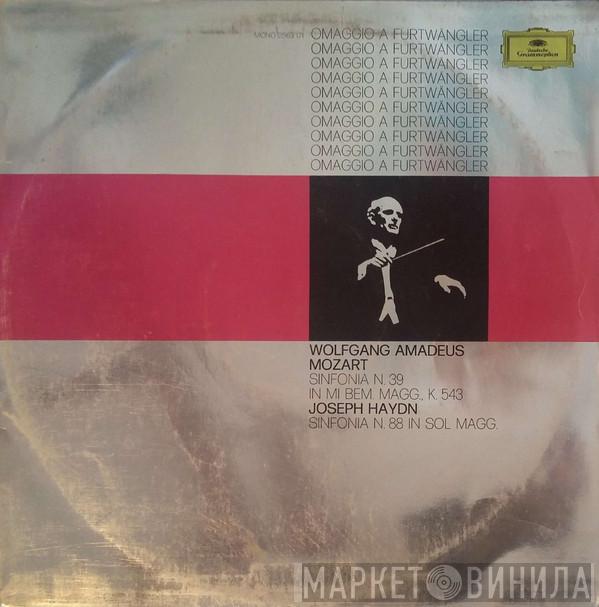 OMAGGIO A FURTWÄNGLER
OMAGGIO A FURTWÄNGLER
OMAGGIO A FURTWÄNGLER
OMAGGIO A FURTWÄNGLER
OMAGGIO A FURTWÄNGLER
OMAGGIO A FURTWÄNGLER
OMAGGIO A FURTWÄNGLER
OMAGGIO A FURTWÄNGLER
OMAGGIO A FURTWÄNGLER
OMAGGIO A FURTWÄNGLER
MONO
Deutsche
Grammophon
WOLFGANG AMADEUS
MOZART
SINFONIA N. 39
IN MI BEM. MAGG., K. 543
JOSEPH HAYDN
SINFONIA N. 88 IN SOL MAGG.
МАРКЕТ ВИНИЛА